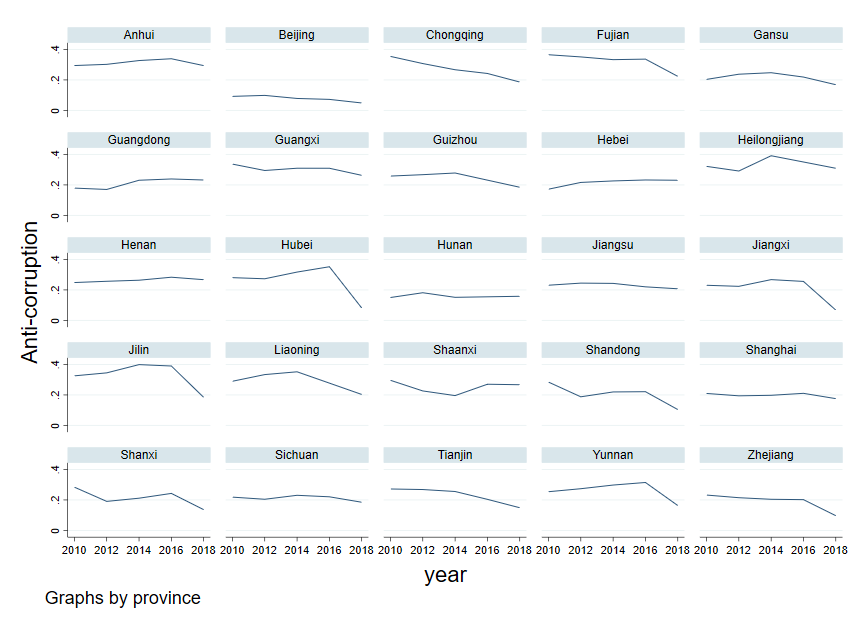 Anhui Beijing Chongqing Fujian Gansu
.4
.2
0
Guangdong Guangxi Guizhou Hebei Heilongjiang
.4
.2
0
Henan Hubei Hunan Jiangsu Jiangxi
.4
.2
0
Jilin Liaoning Shaanxi Shandong Shanghai
.4
.2
0
Shanxi Sichuan Tianjin Yunnan Zhejiang
.4
.2
0
2010 2012 2014 2016 2018 2010 2012 2014 2016 2018 2010 2012 2014 2016 2018 2010 2012 2014 2016 2018 2010 2012 2014 2016 2018
Anti-corruption
year
Graphs by province